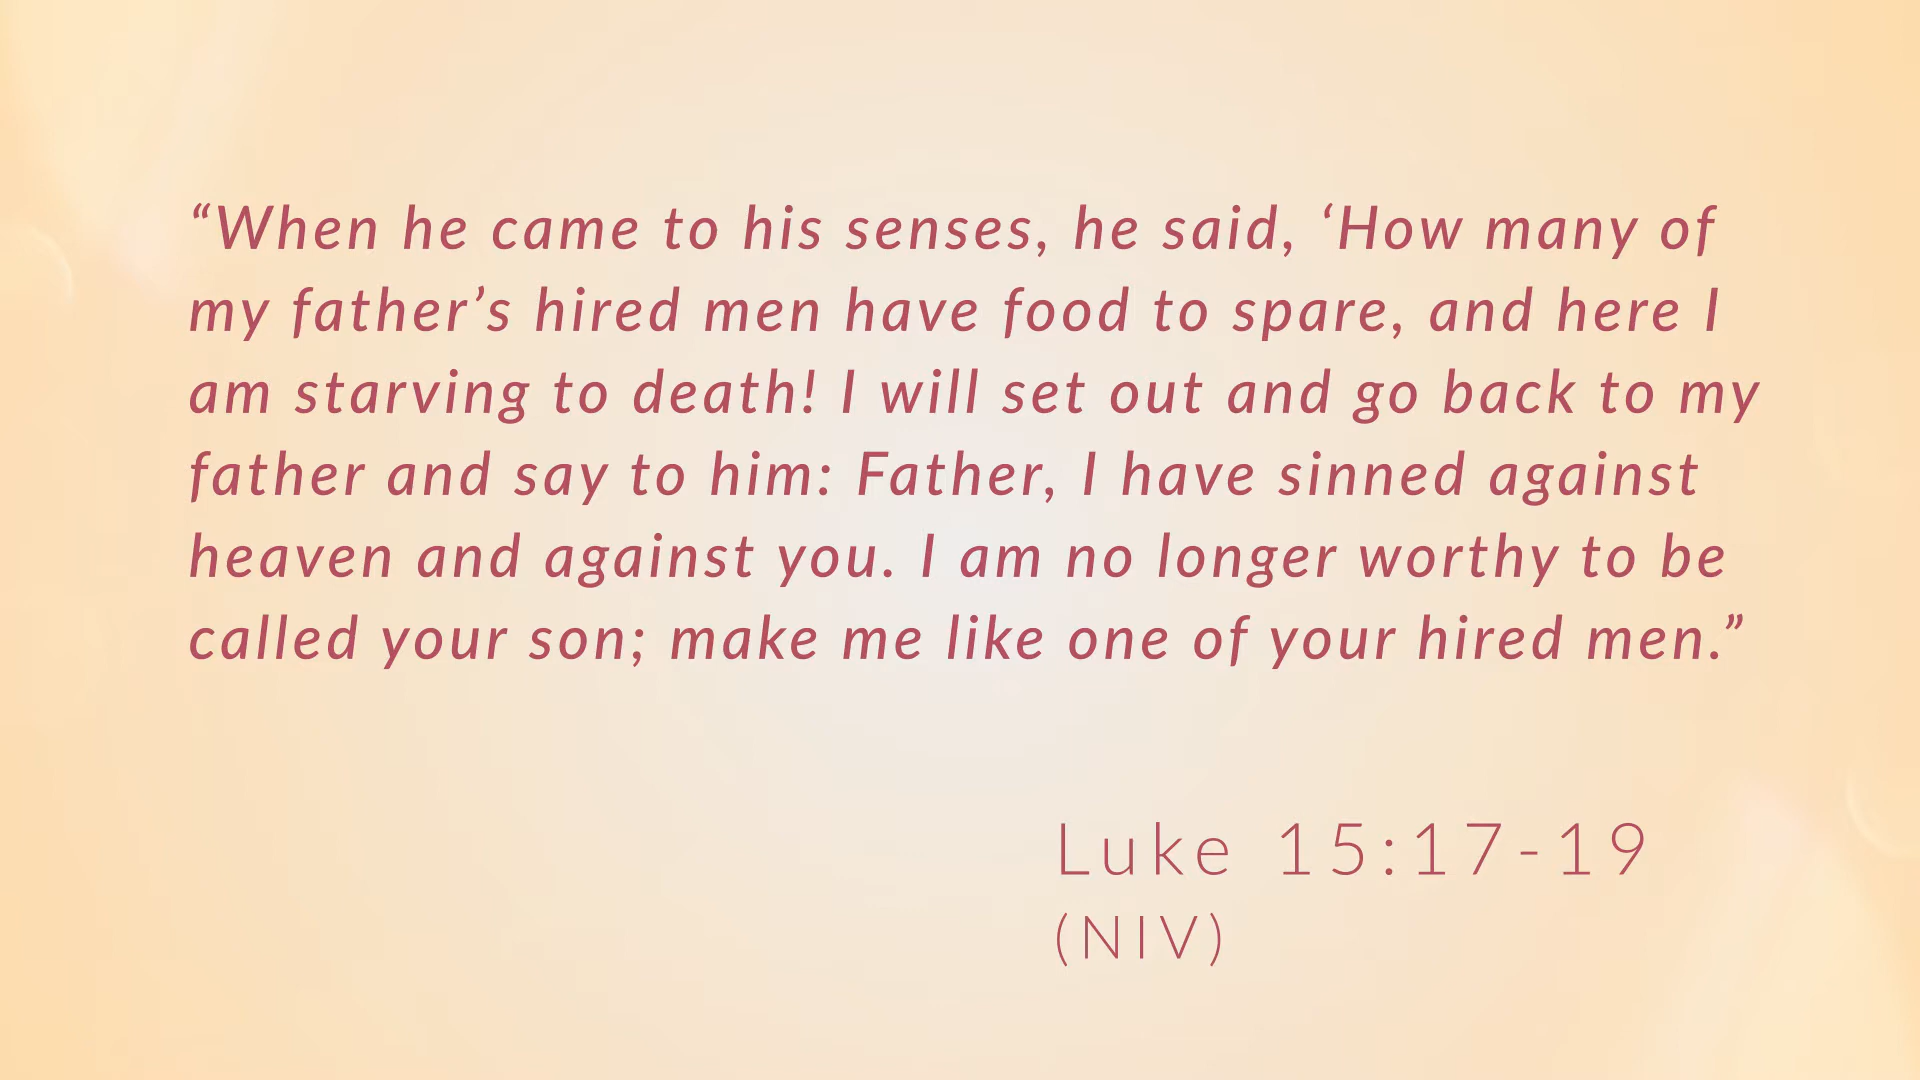 “When he came to his senses, he said, ‘How many of
my father’s hired men have food to spare, and here I
am starving to death! I will set out and go back to my
father and say to him: Father, I have sinned against
heaven and against you. I am no longer worthy to be
called your son; make me like one of your hired men.”
Luke 15:17-19
(NIV)